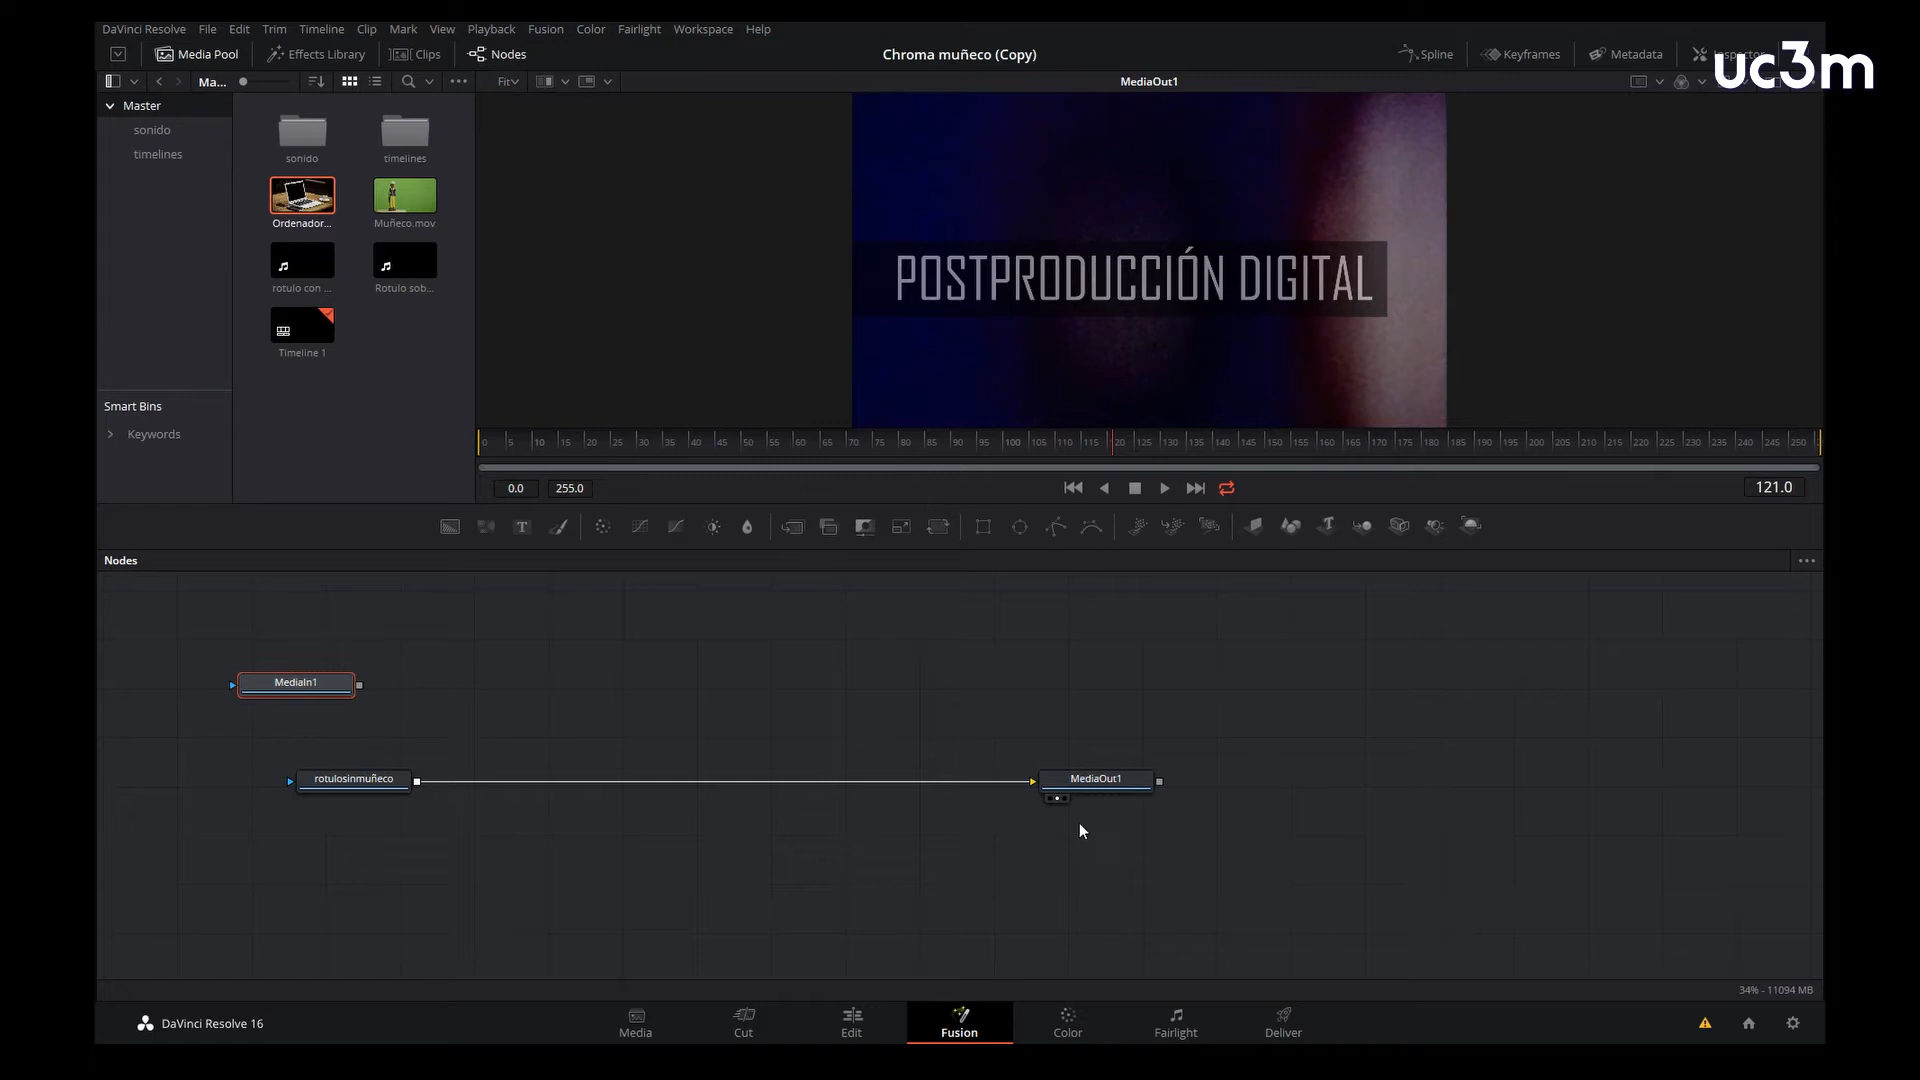 DaVinci Resolve File Edit Trim Timeline Clip Mark View Playback Fusion Color Fairlight Workspace Help
Media Pool Effects Library Clips Nodes Chroma muñeco (Copy) Spline Keyframes Metadata
uc3m
Ma... Fit MediaOut1
Master
sonido
timelines
sonido timelines
Ordenador... Muñeco.mov
rotulo con ... Rotulo sob...
Timeline 1
Smart Bins
Keywords
POSTPRODUCCIÓN DIGITAL
0 5 10 15 20 25 30 35 40 45 50 55 60 65 70 75 80 85 90 95 100 105 110 115 20 125 130 135 140 145 150 155 160 165 170 175 180 185 190 195 200 205 210 215 220 225 230 235 240 245 250
0.0 255.0 121.0
Nodes
MediaIn1
rotulosinmuñeco MediaOut1
34% - 11094 MB
DaVinci Resolve 16 Media Cut Edit Fusion Color Fairlight Deliver